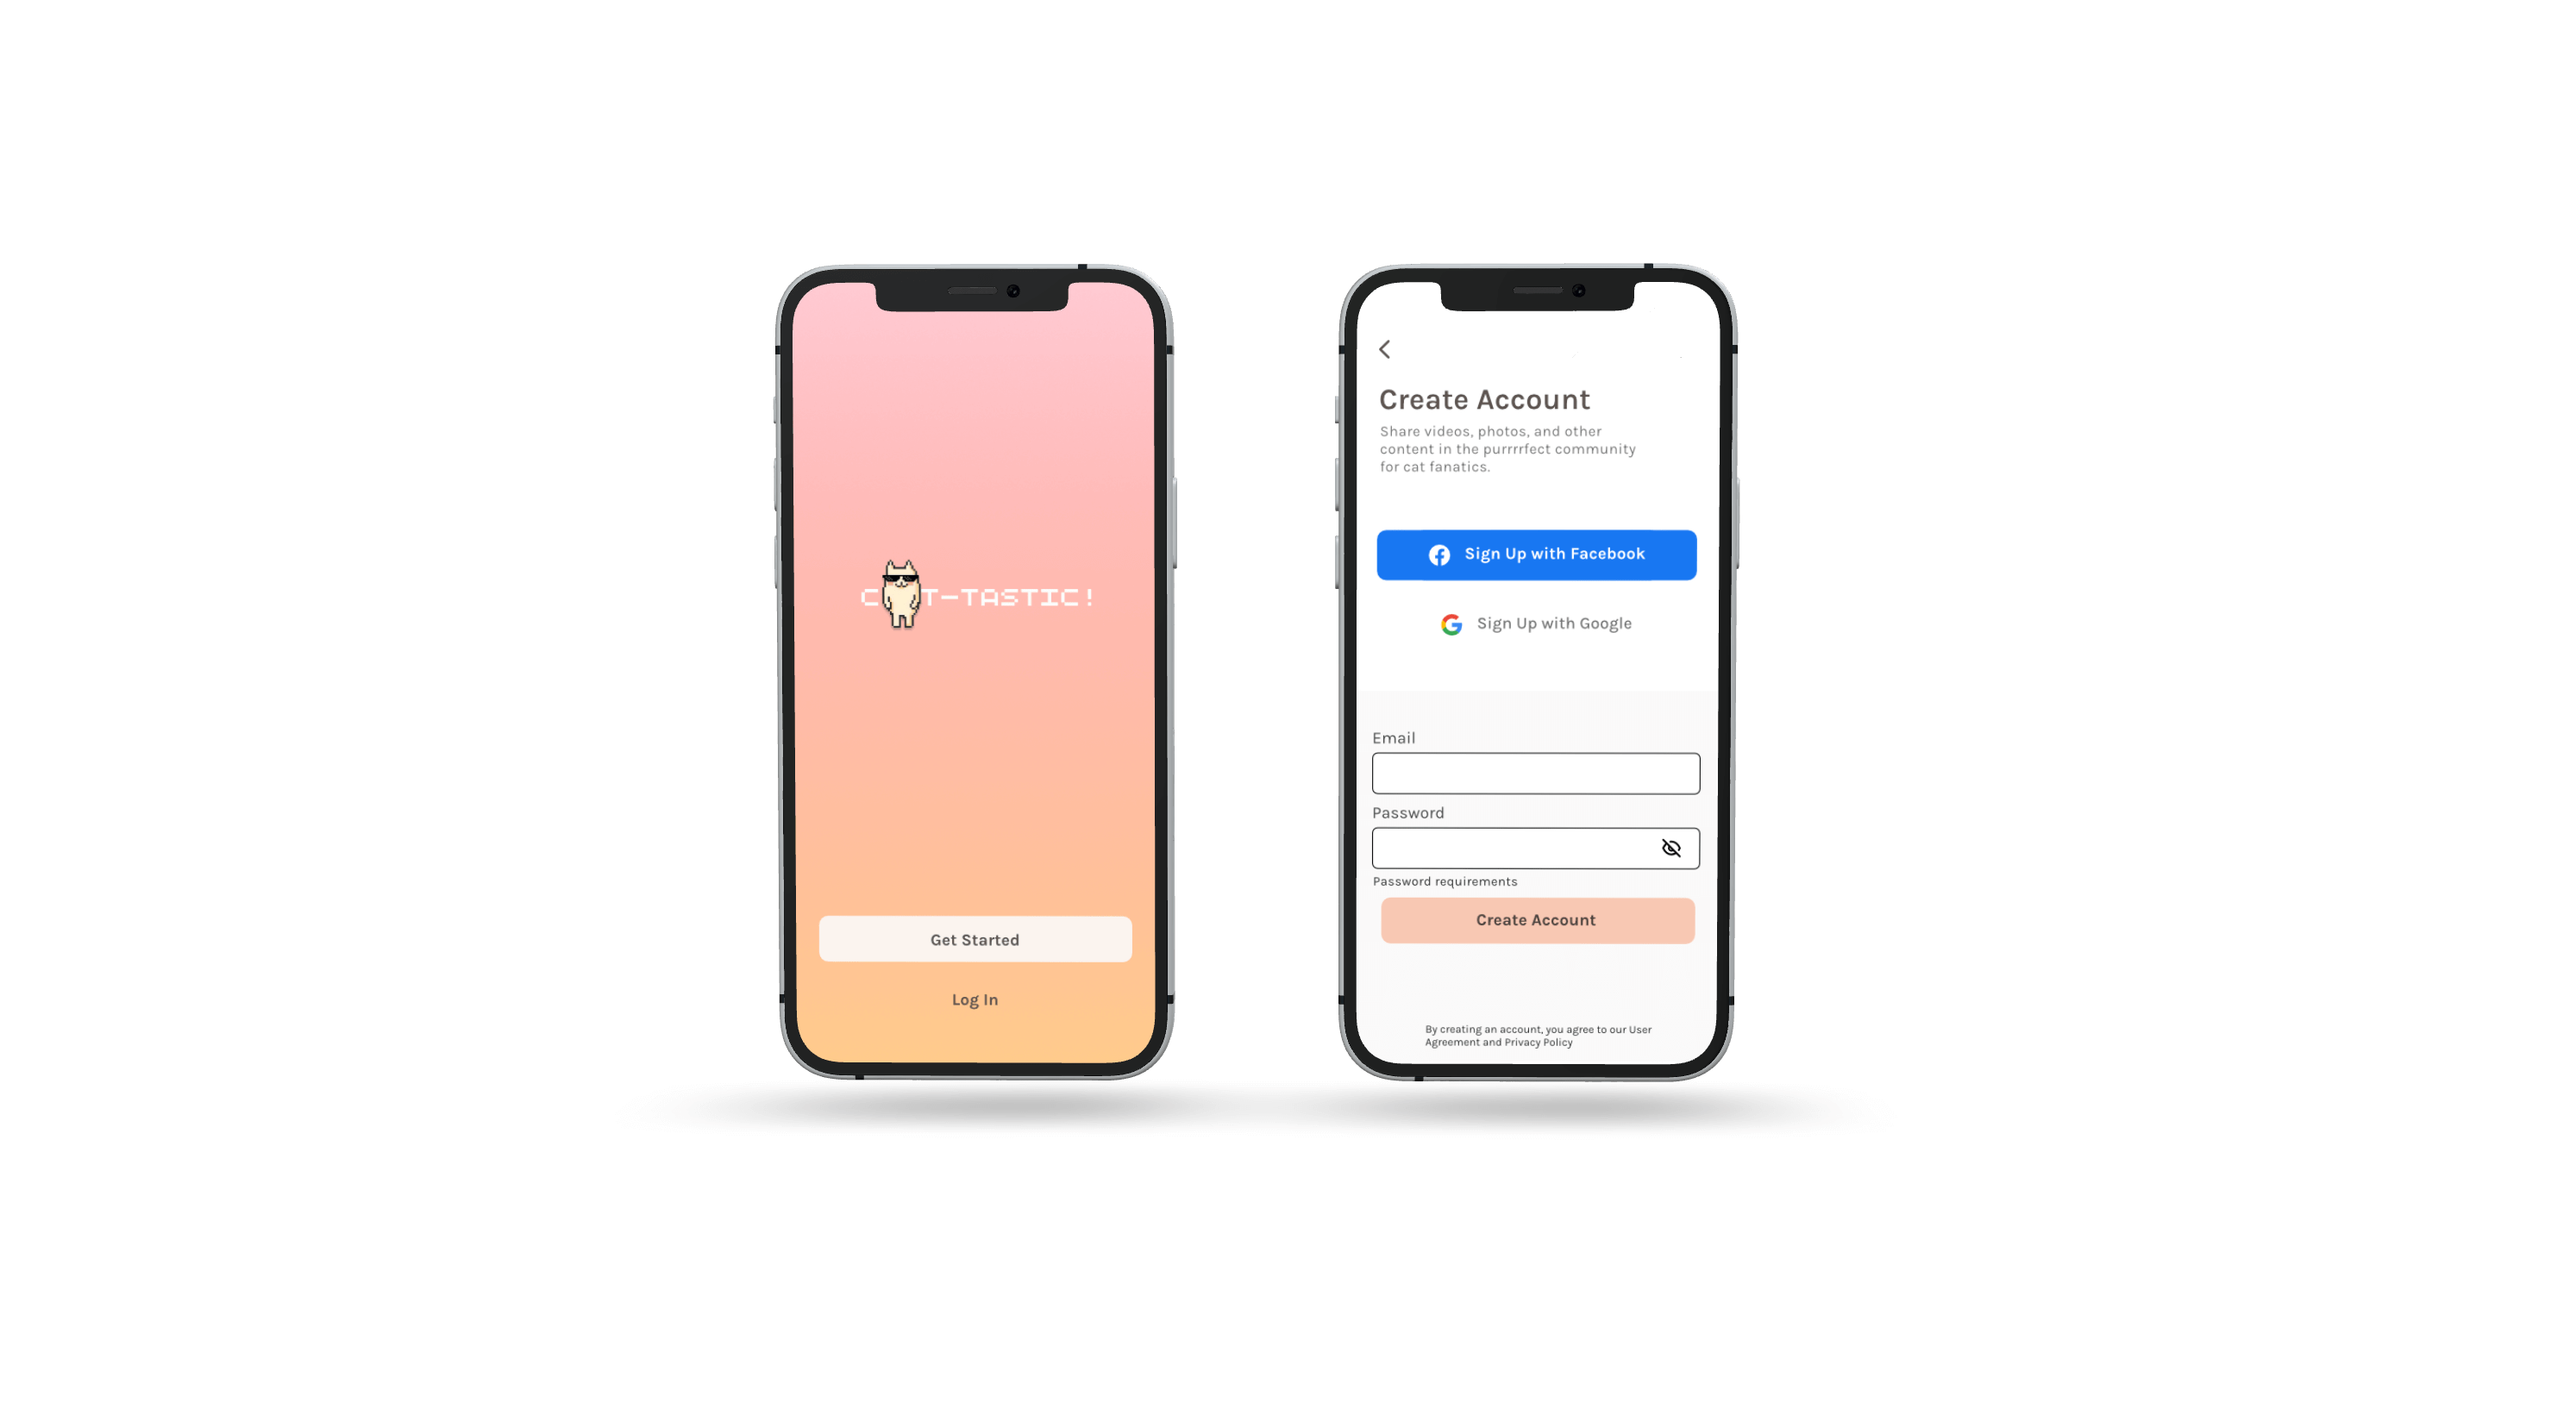 C T-TASTIC!
Get Started
Log In
Create Account
Share videos, photos, and other
content in the purrrrfect community
for cat fanatics.
Sign Up with Facebook
Sign Up with Google
Email
Password
Password requirements
Create Account
By creating an account, you agree to our User
Agreement and Privacy Policy